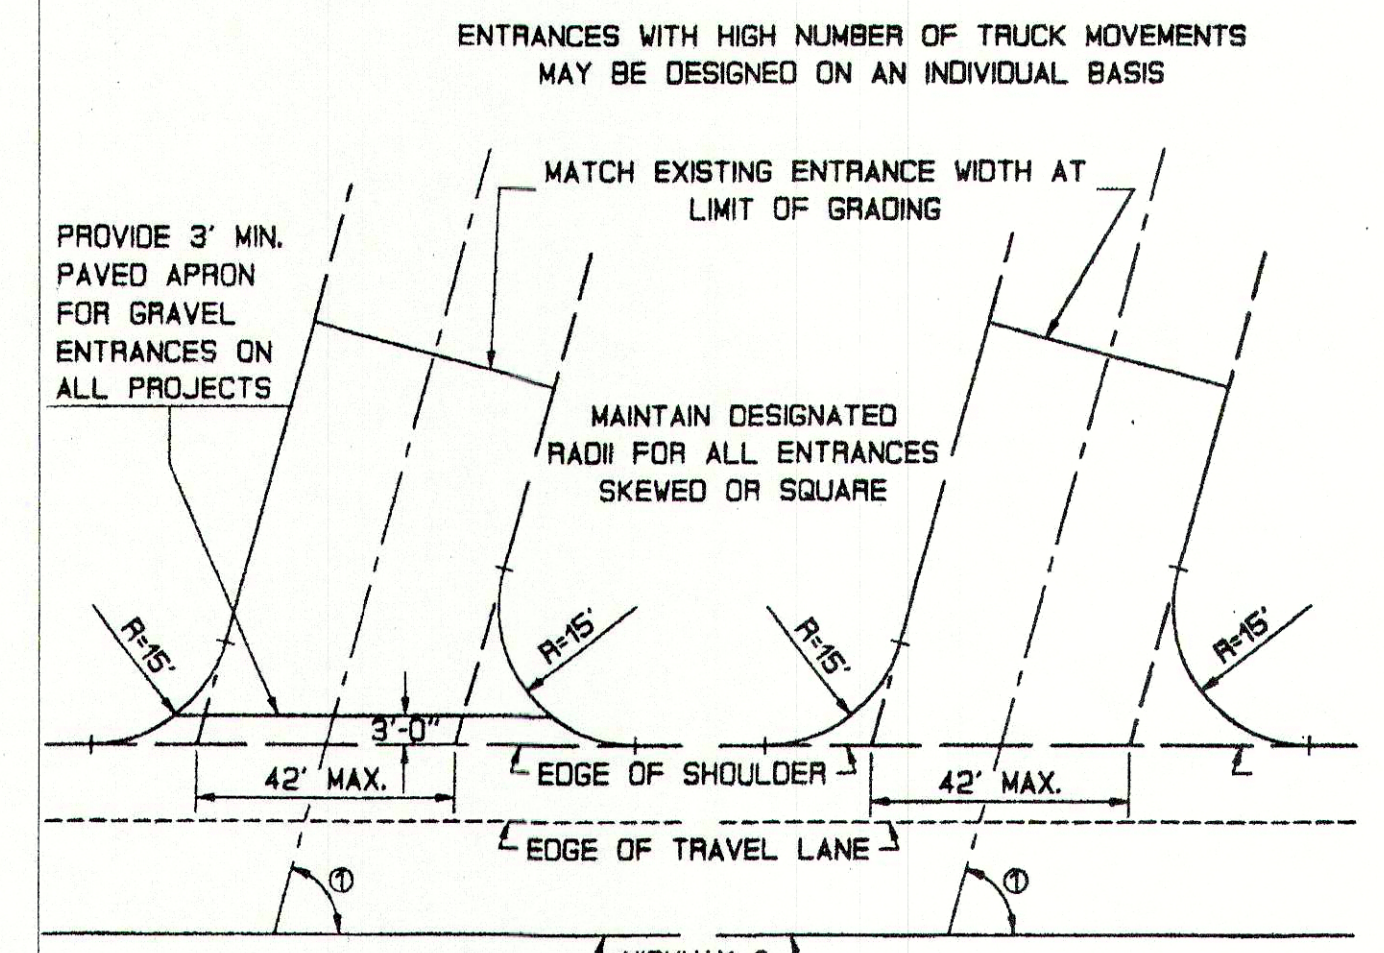 ENTRANCES WITH HIGH NUMBER OF TRUCK MOVEMENTS
MAY BE DESIGNED ON AN INDIVIDUAL BASIS
MATCH EXISTING ENTRANCE WIDTH AT
LIMIT OF GRADING
PROVIDE 3' MIN.
PAVED APRON
FOR GRAVEL
ENTRANCES ON
ALL PROJECTS
MAINTAIN DESIGNATED
RADII FOR ALL ENTRANCES
SKEWED OR SQUARE
R=15'
R=15'
R=15'
R=15'
3'-0"
EDGE OF SHOULDER
42' MAX.
42' MAX.
EDGE OF TRAVEL LANE
①
①